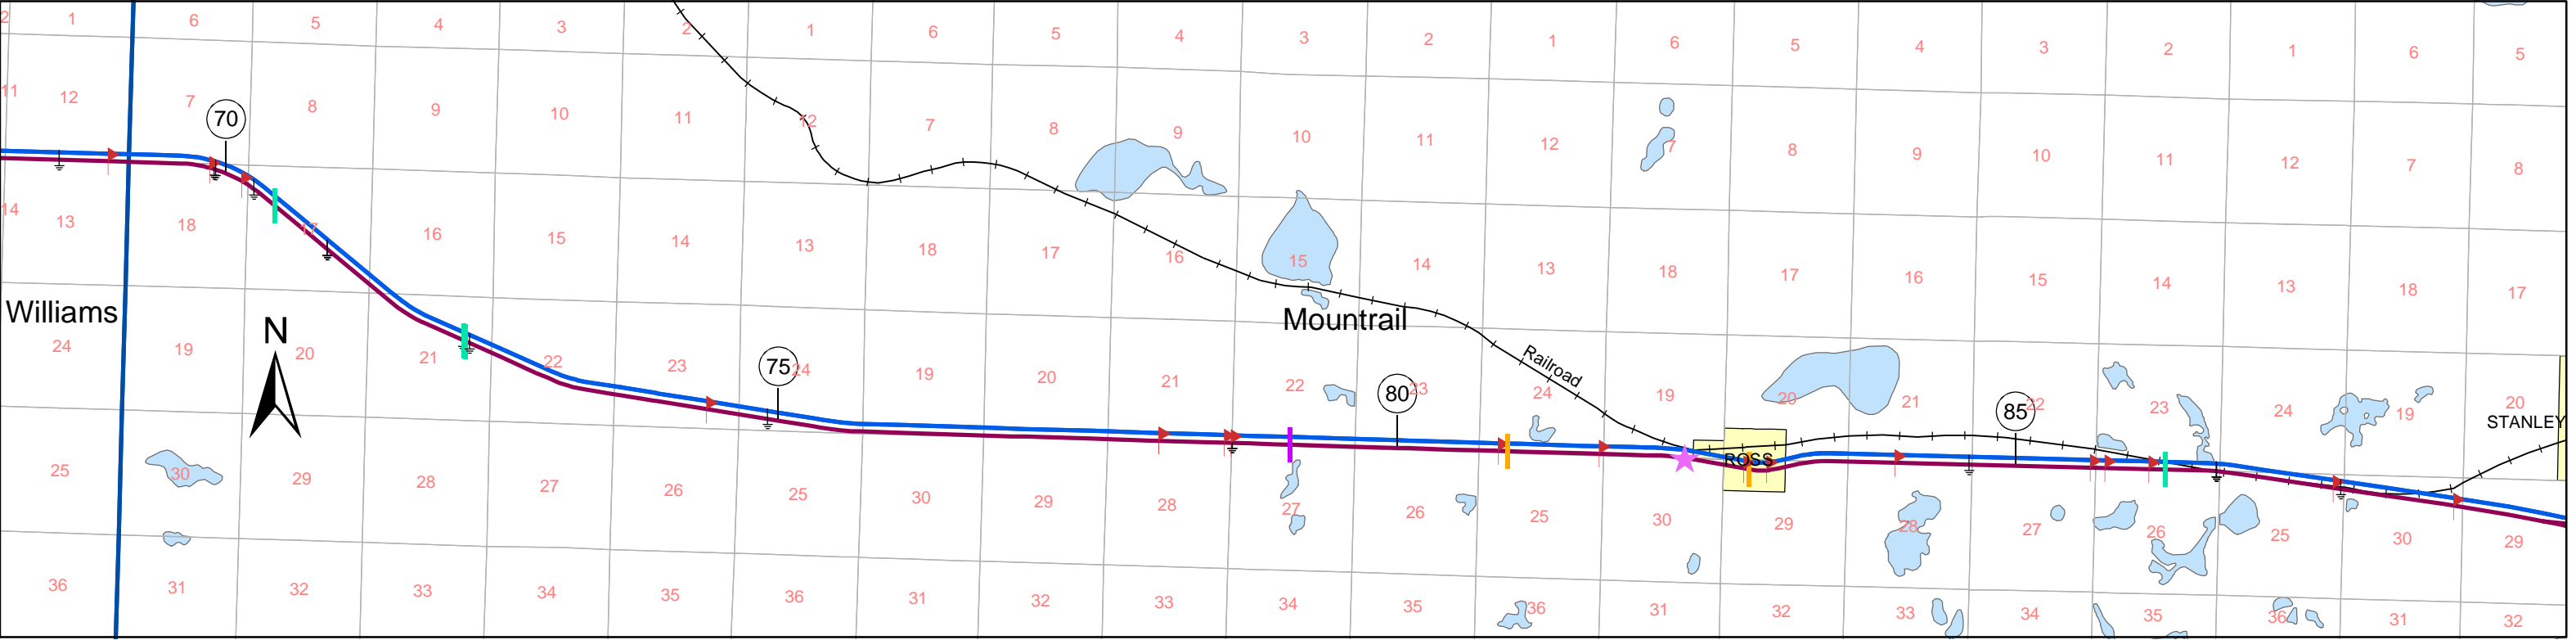 2 1 6 5 4 3 2 1 6 5 4 3 2 1 6 5 4 3 2 1 6 5
11 12 7 8 9 10 11 12 7 8 9 10 11 12 7 8 9 10 11 12 7 8
70
14 13 18 17 16 15 14 13 18 17 16 15 14 13 18 17 16 15 14 13 18 17
Williams
N
Mountrail
Railroad
24 19 20 21 22 23 24 19 20 21 22 23 24 19 20 21 22 23 24 19 20
75
80
85
STANLEY
ROSS
25 30 29 28 27 26 25 30 29 28 27 26 25 30 29 28 27 26 25 30 29
36 31 32 33 34 35 36 31 32 33 34 35 36 31 32 33 34 35 36 31 32